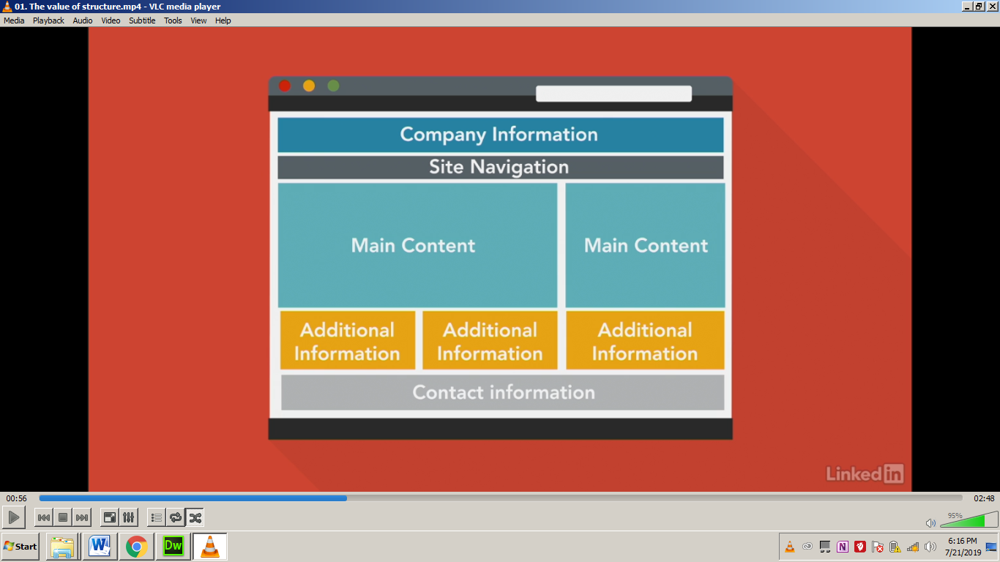 01. The value of structure.mp4 - VLC media player
Media Playback Audio Video Subtitle Tools View Help
Company Information
Site Navigation
Main Content
Main Content
Additional
Information
Additional
Information
Additional
Information
Contact information
Linked in
00:56
02:48
95%
Start
W
Dw
N
6:16 PM
7/21/2019